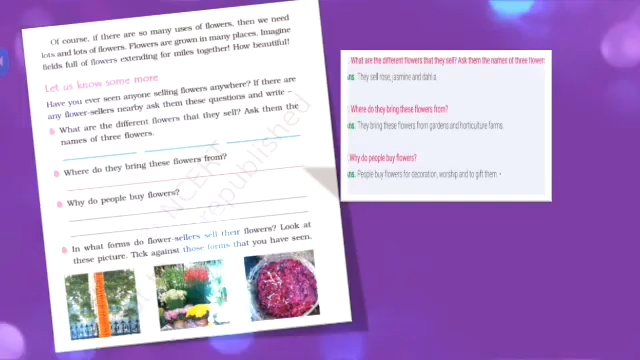 Of course, if there are so many uses of flowers, then we need
lots and lots of flowers. Flowers are grown in many places. Imagine
fields full of flowers extending for miles together! How beautiful!
Let us know some more
Have you ever seen anyone selling flowers anywhere? If there are
any flower-sellers nearby ask them these questions and write –
What are the different flowers that they sell? Ask them the
names of three flowers.
Where do they bring these flowers from?
Why do people buy flowers?
In what forms do flower-sellers sell their flowers? Look at
these picture. Tick against those forms that you have seen.
NCERT
republished
What are the different flowers that they sell? Ask them the names of three flowers
ns. They sell rose, jasmine and dahlia
Where do they bring these flowers from?
ns. They bring these flowers from gardens and horticulture farms.
Why do people buy flowers?
ns. People buy flowers for decoration, worship and to gift them.